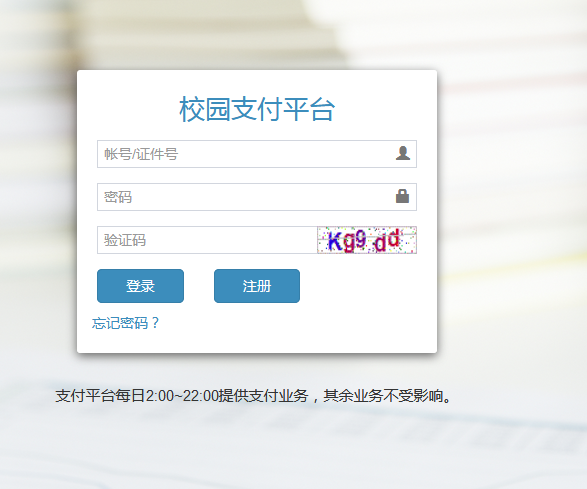 校园支付平台
帐号/证件号
密码
验证码
Kg9dd
登录 注册
忘记密码？
支付平台每日2:00~22:00提供支付业务，其余业务不受影响。